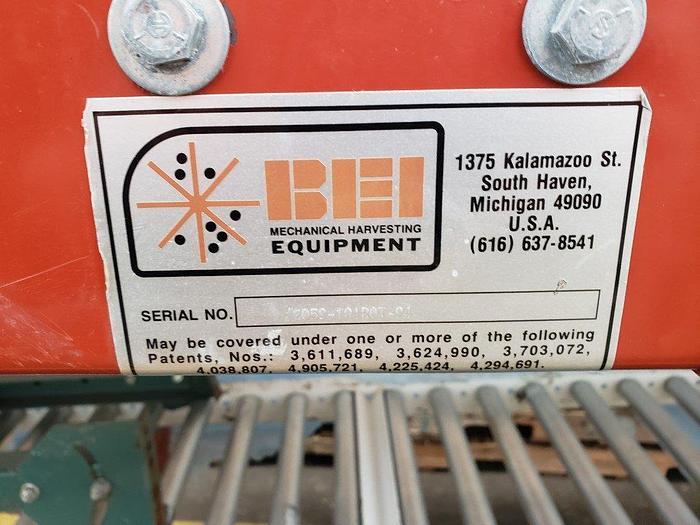 BEI
MECHANICAL HARVESTING
EQUIPMENT
1375 Kalamazoo St.
South Haven,
Michigan 49090
U.S.A.
(616) 637-8541
SERIAL NO.
May be covered under one or more of the following
Patents, Nos.: 3,611,689, 3,624,990, 3,703,072,
4,038,807, 4,905,721, 4,225,424, 4,294,691.